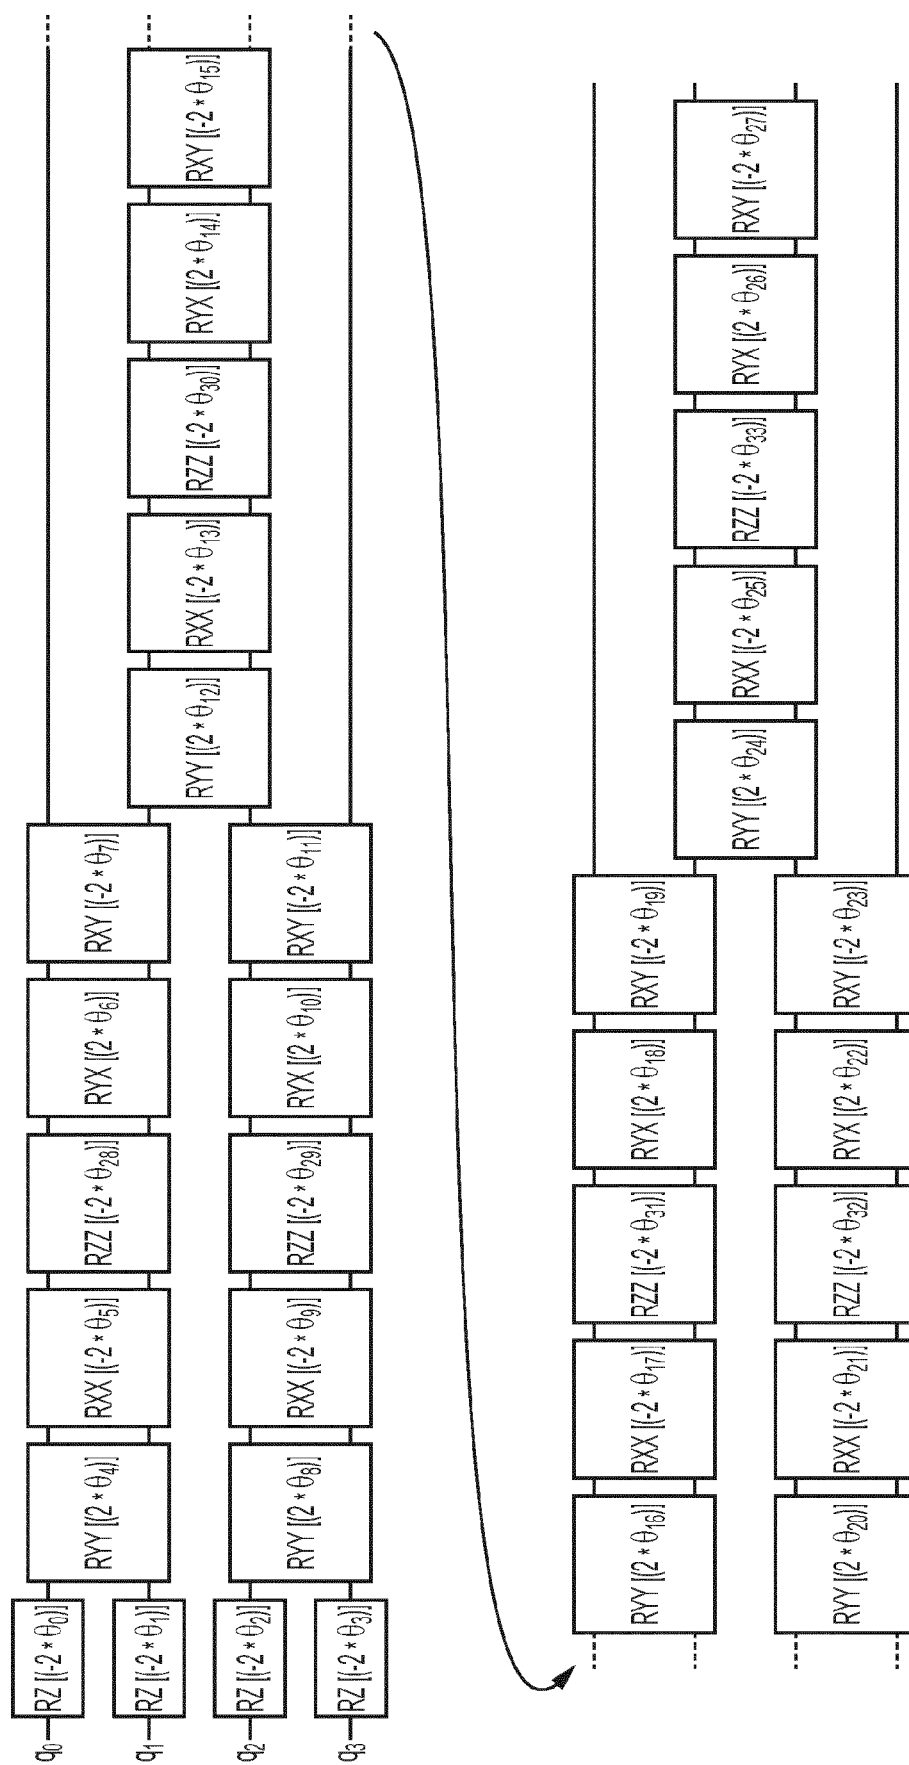 q0
RZ [(-2 * θ0)]
RYY [(2 * θ4)]
RXX [(-2 * θ5)]
RZZ [(-2 * θ28)]
RYX [(2 * θ6)]
RXY [(-2 * θ7)]
q1
RZ [(-2 * θ1)]
RYY [(2 * θ12)]
RXX [(-2 * θ13)]
RZZ [(-2 * θ30)]
RYX [(2 * θ14)]
RXY [(-2 * θ15)]
q2
RZ [(-2 * θ2)]
RYY [(2 * θ8)]
RXX [(-2 * θ9)]
RZZ [(-2 * θ29)]
RYX [(2 * θ10)]
RXY [(-2 * θ11)]
q3
RZ [(-2 * θ3)]
RYY [(2 * θ16)]
RXX [(-2 * θ17)]
RZZ [(-2 * θ31)]
RYX [(2 * θ18)]
RXY [(-2 * θ19)]
RYY [(2 * θ24)]
RXX [(-2 * θ25)]
RZZ [(-2 * θ33)]
RYX [(2 * θ26)]
RXY [(-2 * θ27)]
RYY [(2 * θ20)]
RXX [(-2 * θ21)]
RZZ [(-2 * θ32)]
RYX [(2 * θ22)]
RXY [(-2 * θ23)]